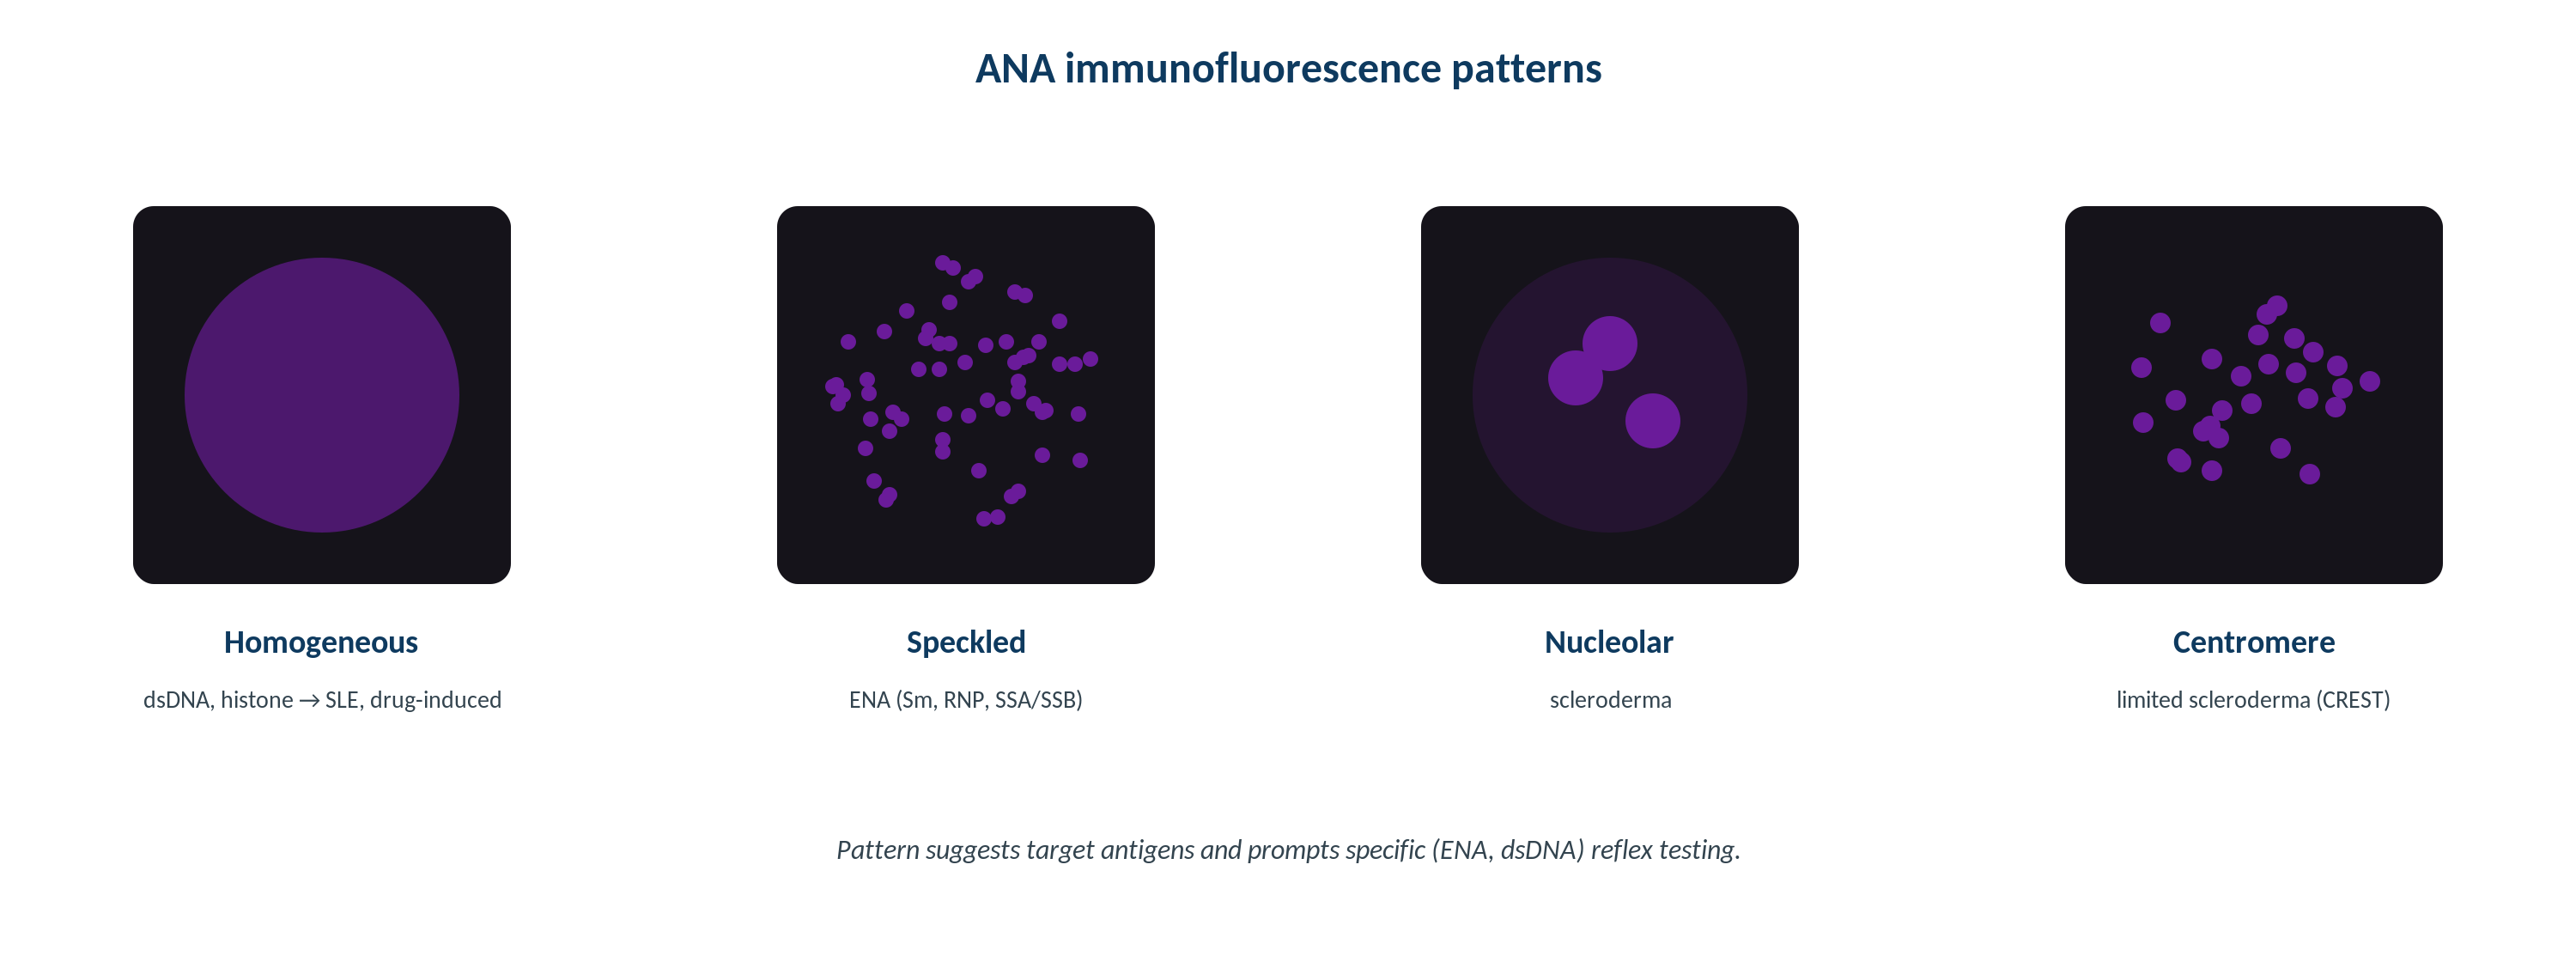 ANA immunofluorescence patterns
Homogeneous
dsDNA, histone → SLE, drug-induced
Speckled
ENA (Sm, RNP, SSA/SSB)
Nucleolar
scleroderma
Centromere
limited scleroderma (CREST)
Pattern suggests target antigens and prompts specific (ENA, dsDNA) reflex testing.